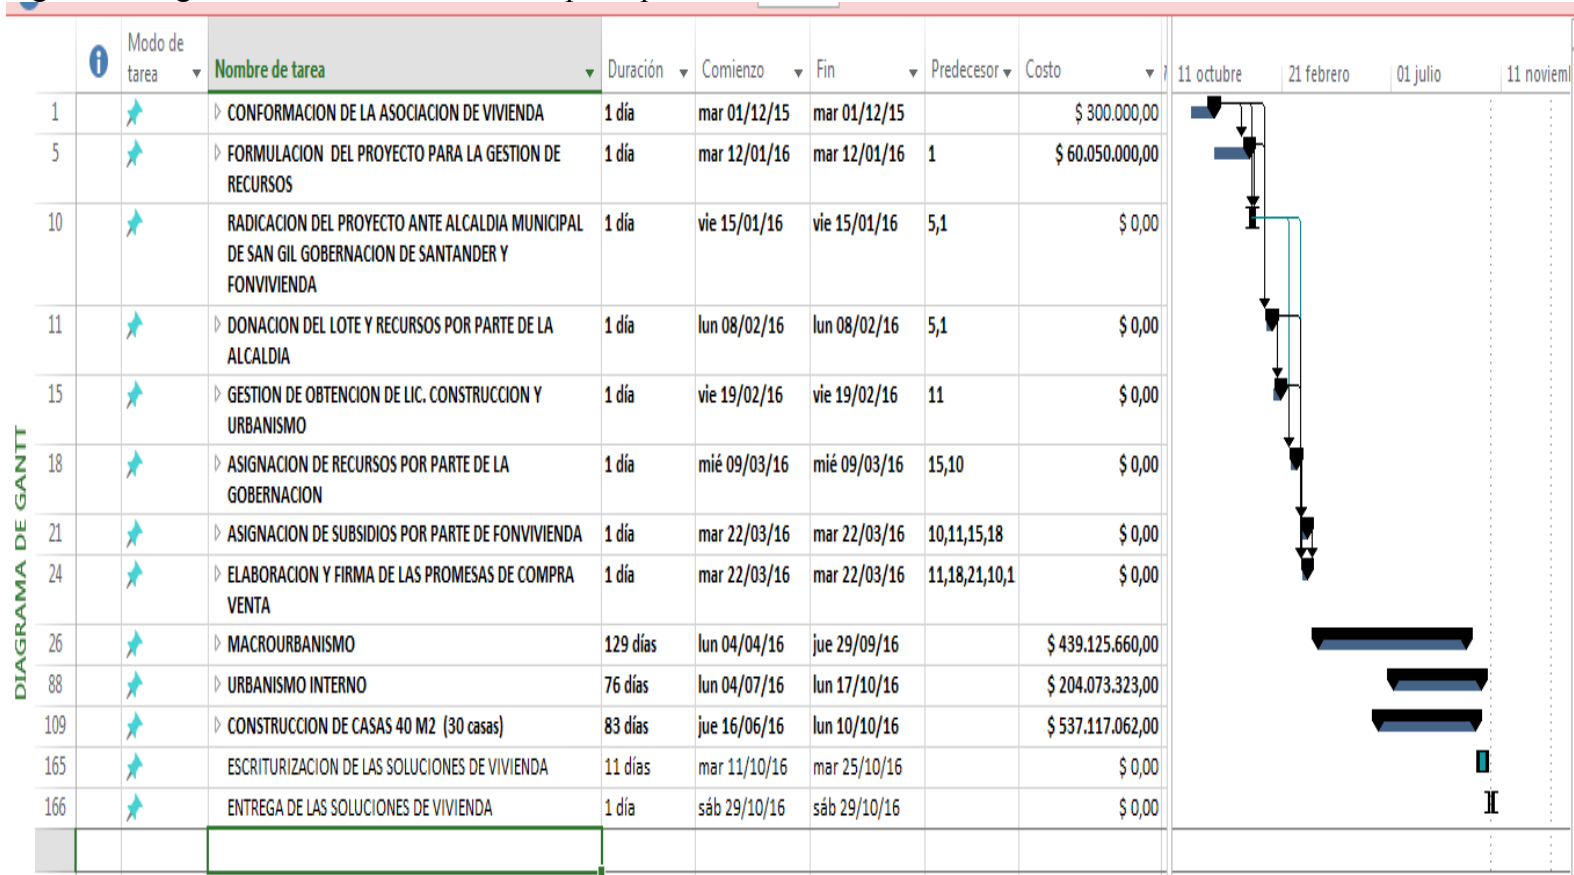 Modo de tarea Nombre de tarea Duración Comienzo Fin Predecesor Costo 11 octubre 21 febrero 01 julio 11 noviem
1 CONFORMACION DE LA ASOCIACION DE VIVIENDA 1 día mar 01/12/15 mar 01/12/15 $ 300.000,00
5 FORMULACION DEL PROYECTO PARA LA GESTION DE 1 día mar 12/01/16 mar 12/01/16 1 $ 60.050.000,00
RECURSOS
10 RADICACION DEL PROYECTO ANTE ALCALDIA MUNICIPAL 1 día vie 15/01/16 vie 15/01/16 5,1 $ 0,00
DE SAN GIL GOBERNACION DE SANTANDER Y
FONVIVIENDA
11 DONACION DEL LOTE Y RECURSOS POR PARTE DE LA 1 día lun 08/02/16 lun 08/02/16 5,1 $ 0,00
ALCALDIA
15 GESTION DE OBTENCION DE LIC. CONSTRUCCION Y 1 día vie 19/02/16 vie 19/02/16 11 $ 0,00
URBANISMO
18 ASIGNACION DE RECURSOS POR PARTE DE LA 1 día mié 09/03/16 mié 09/03/16 15,10 $ 0,00
GOBERNACION
21 ASIGNACION DE SUBSIDIOS POR PARTE DE FONVIVIENDA 1 día mar 22/03/16 mar 22/03/16 10,11,15,18 $ 0,00
24 ELABORACION Y FIRMA DE LAS PROMESAS DE COMPRA 1 día mar 22/03/16 mar 22/03/16 11,18,21,10,1 $ 0,00
VENTA
26 MACROURBANISMO 129 días lun 04/04/16 jue 29/09/16 $ 439.125.660,00
88 URBANISMO INTERNO 76 días lun 04/07/16 lun 17/10/16 $ 204.073.323,00
109 CONSTRUCCION DE CASAS 40 M2 (30 casas) 83 días jue 16/06/16 lun 10/10/16 $ 537.117.062,00
165 ESCRITURIZACION DE LAS SOLUCIONES DE VIVIENDA 11 días mar 11/10/16 mar 25/10/16 $ 0,00
166 ENTREGA DE LAS SOLUCIONES DE VIVIENDA 1 día sáb 29/10/16 sáb 29/10/16 $ 0,00
DIAGRAMA DE GANTT